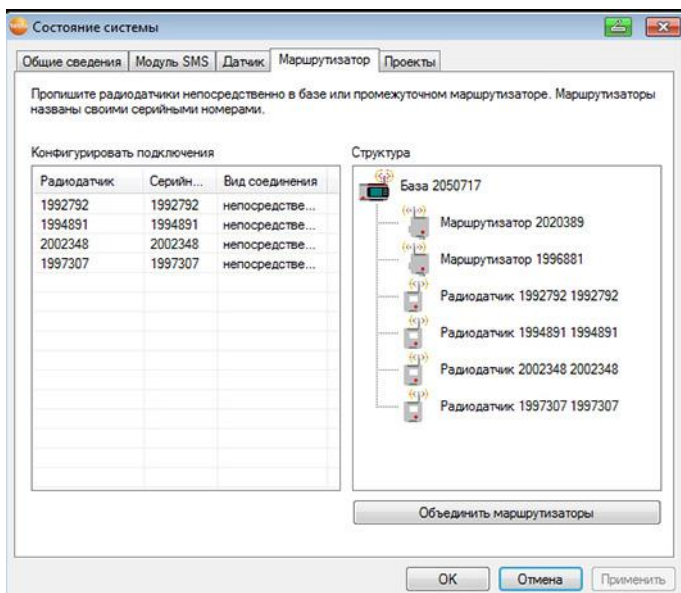 Состояние системы
Общие сведения Модуль SMS Датчик Маршрутизатор Проекты
Пропишите радиодатчики непосредственно в базе или промежуточном маршрутизаторе. Маршрутизаторы
названы своими серийными номерами.
Конфигурировать подключения
Радиодатчик Серийн... Вид соединения
1992792 1992792 непосредстве...
1994891 1994891 непосредстве...
2002348 2002348 непосредстве...
1997307 1997307 непосредстве...
Структура
База 2050717
Маршрутизатор 2020389
Маршрутизатор 1996881
Радиодатчик 1992792 1992792
Радиодатчик 1994891 1994891
Радиодатчик 2002348 2002348
Радиодатчик 1997307 1997307
Объединить маршрутизаторы
OK Отмена Применить